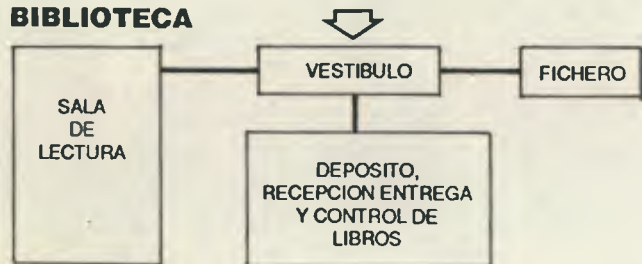 BIBLIOTECA
VESTIBULO
FICHERO
SALA
DE
LECTURA
DEPOSITO,
RECEPCION ENTREGA
Y CONTROL DE
LIBROS